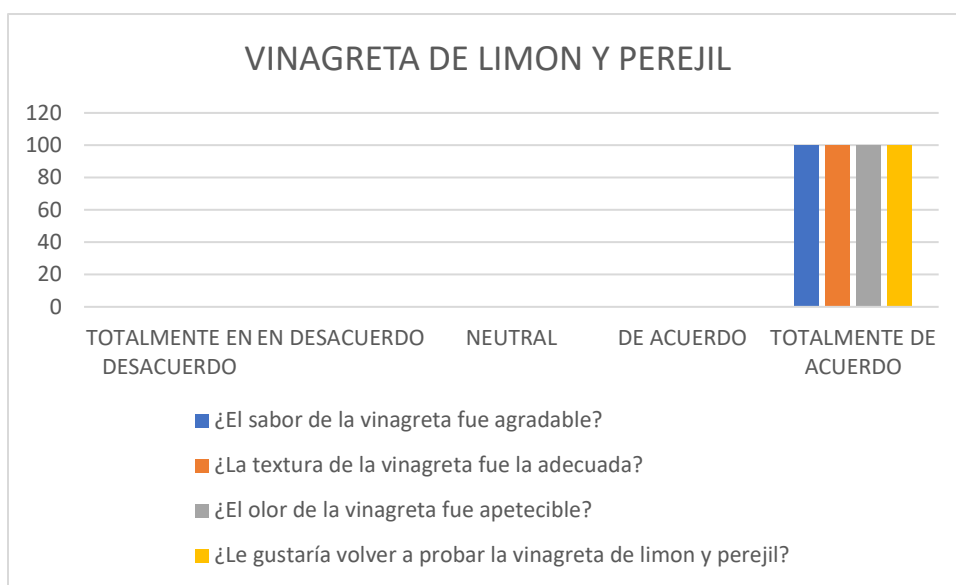 VINAGRETA DE LIMON Y PEREJIL
120
100
80
60
40
20
0
TOTALMENTE EN DESACUERDO
EN DESACUERDO
NEUTRAL
DE ACUERDO
TOTALMENTE DE ACUERDO
¿El sabor de la vinagreta fue agradable?
¿La textura de la vinagreta fue la adecuada?
¿El olor de la vinagreta fue apetecible?
¿Le gustaría volver a probar la vinagreta de limon y perejil?